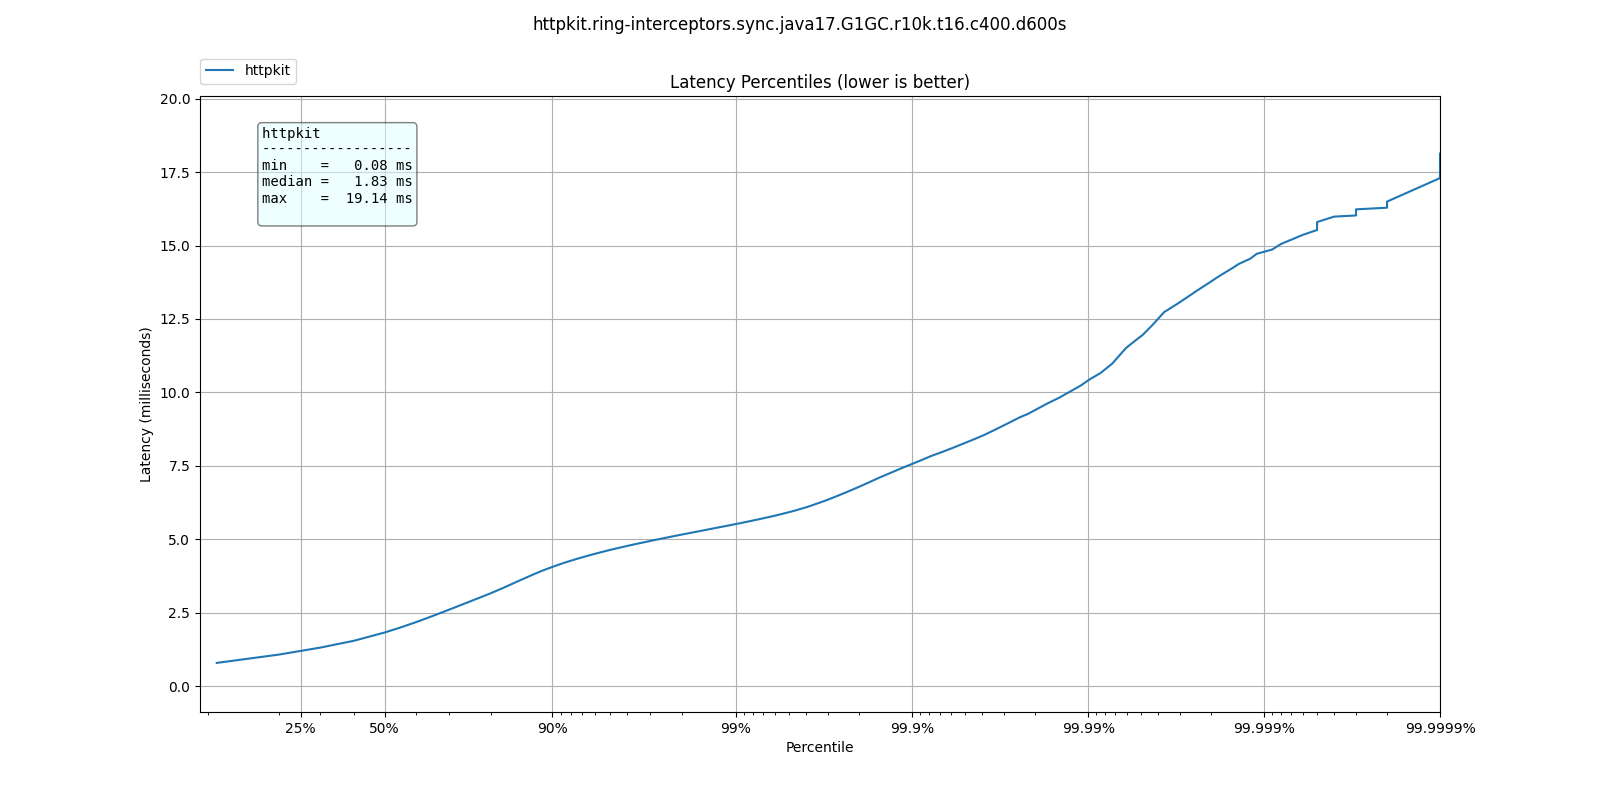 httpkit.ring-interceptors.sync.java17.G1GC.r10k.t16.c400.d600s
httpkit
Latency Percentiles (lower is better)
20.0
httpkit
------------------
min    =   0.08 ms
17.5
median =   1.83 ms
max    =  19.14 ms
15.0
12.5
Latency (milliseconds)
10.0
7.5
5.0
2.5
0.0
25% 50% 90% 99% 99.9% 99.99% 99.999% 99.9999%
Percentile